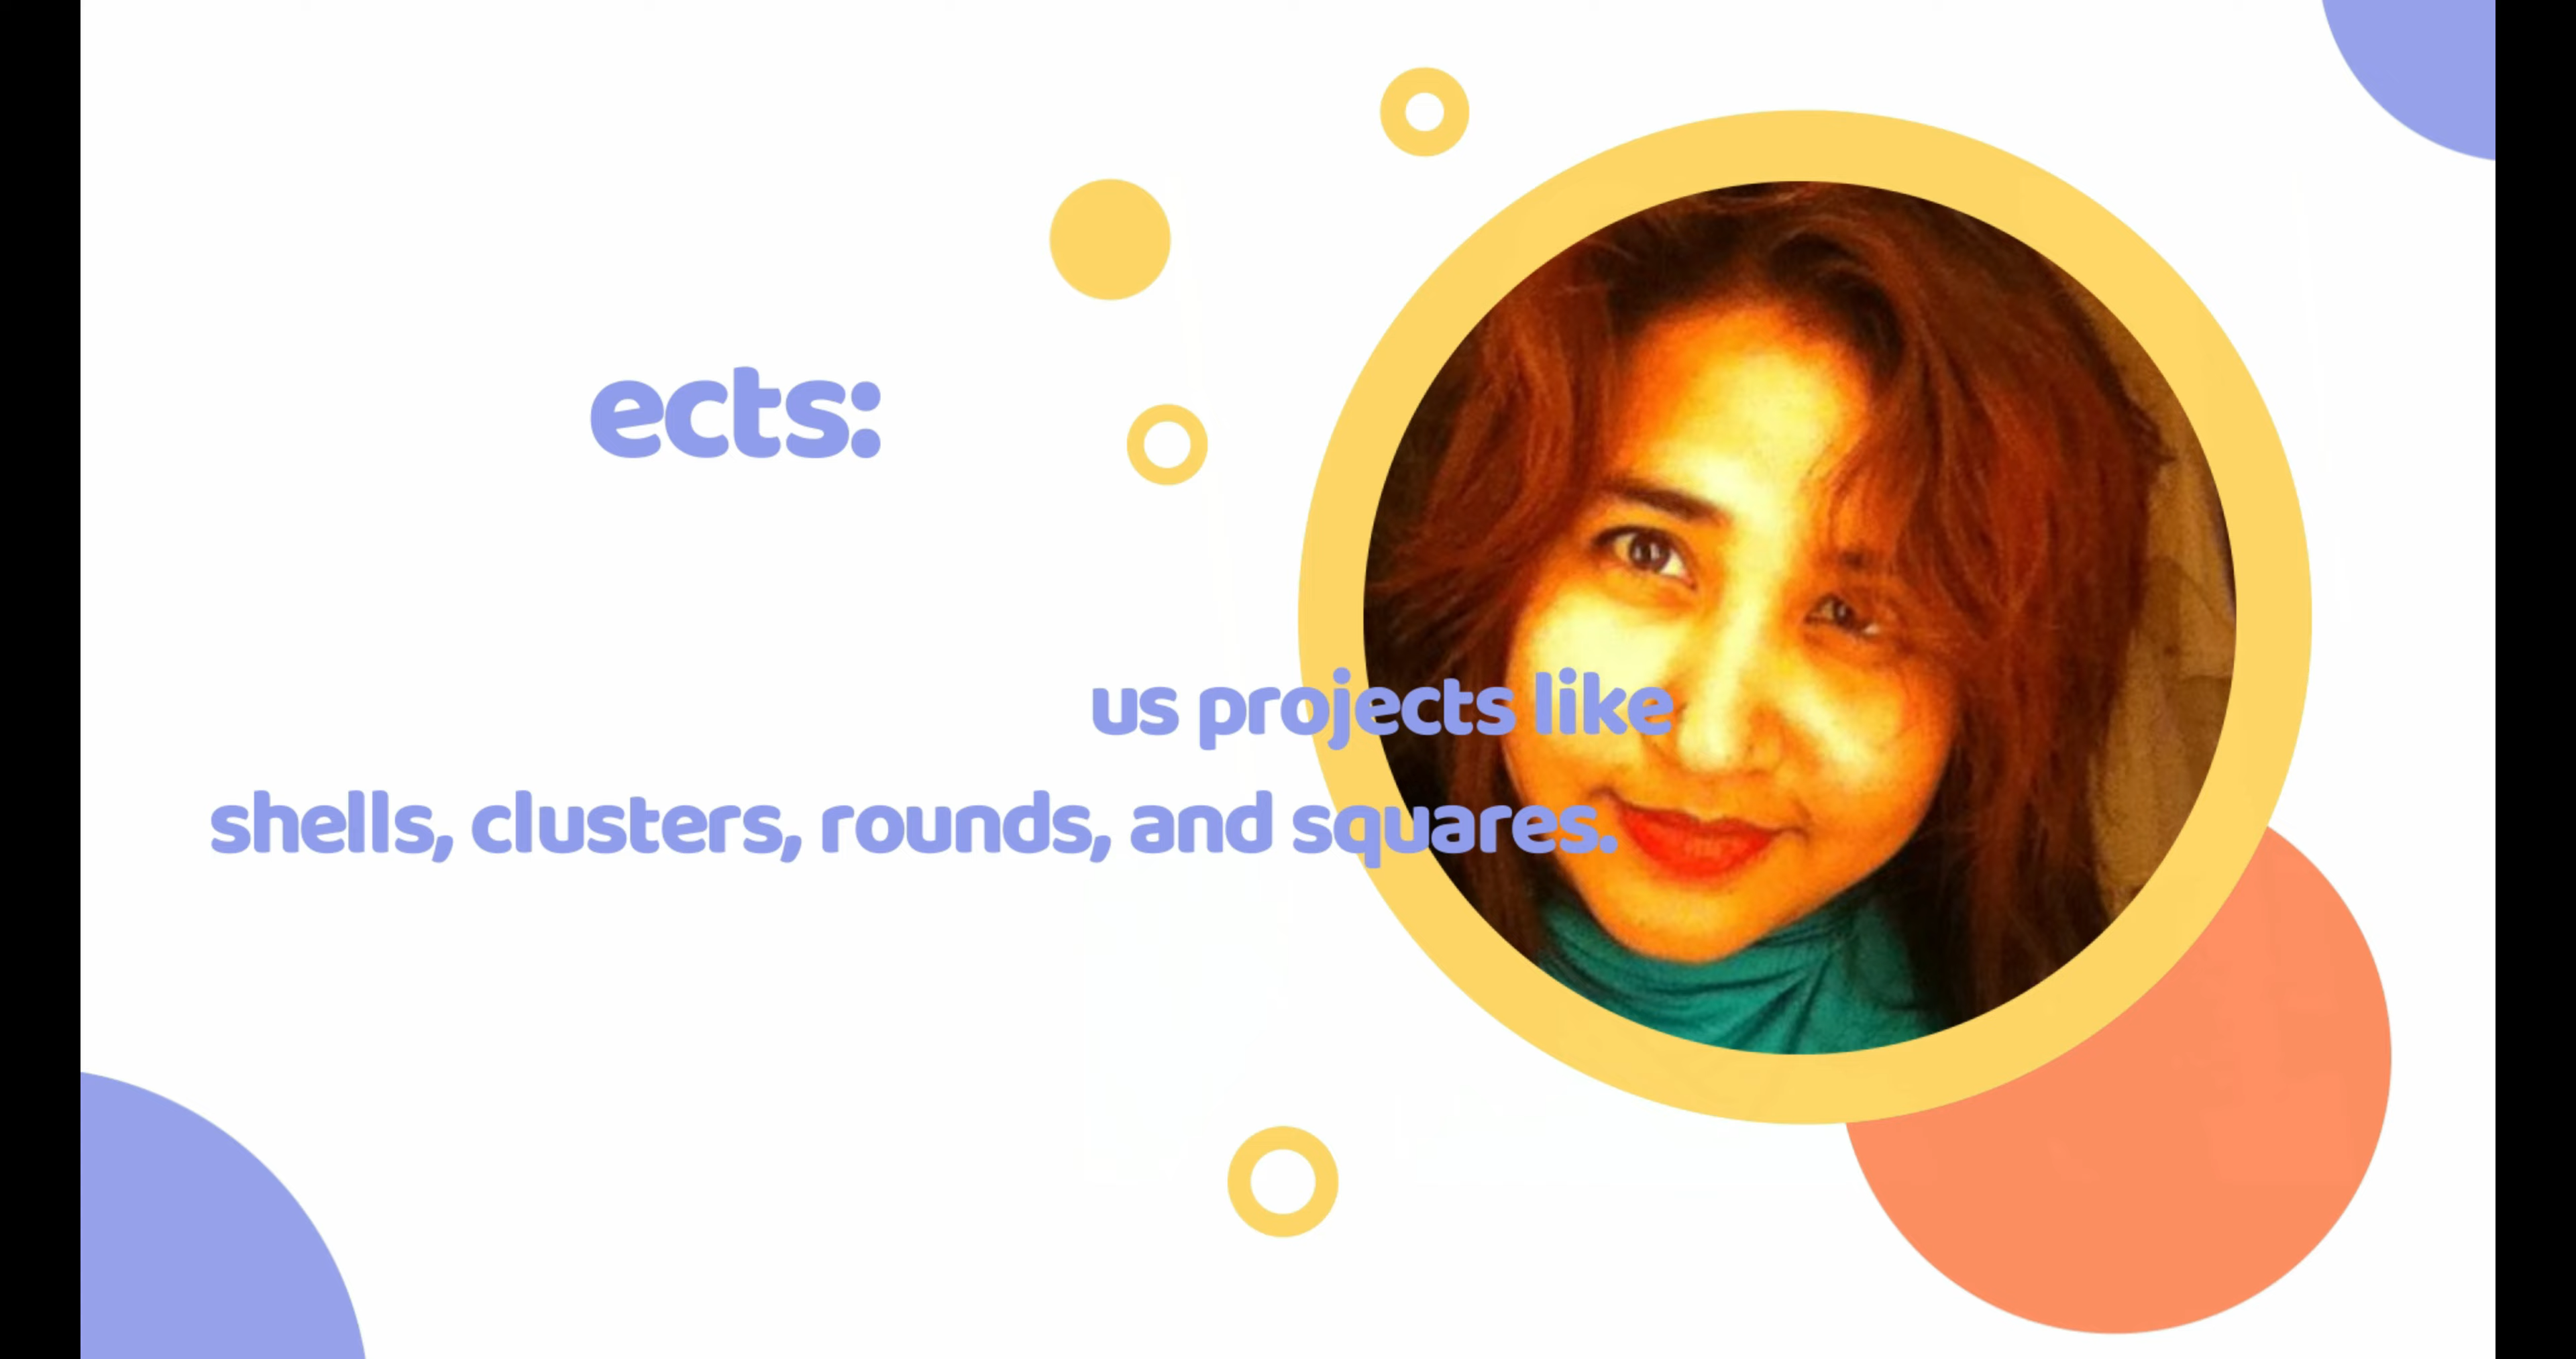 ects:
us projects like
shells, clusters, rounds, and squares.